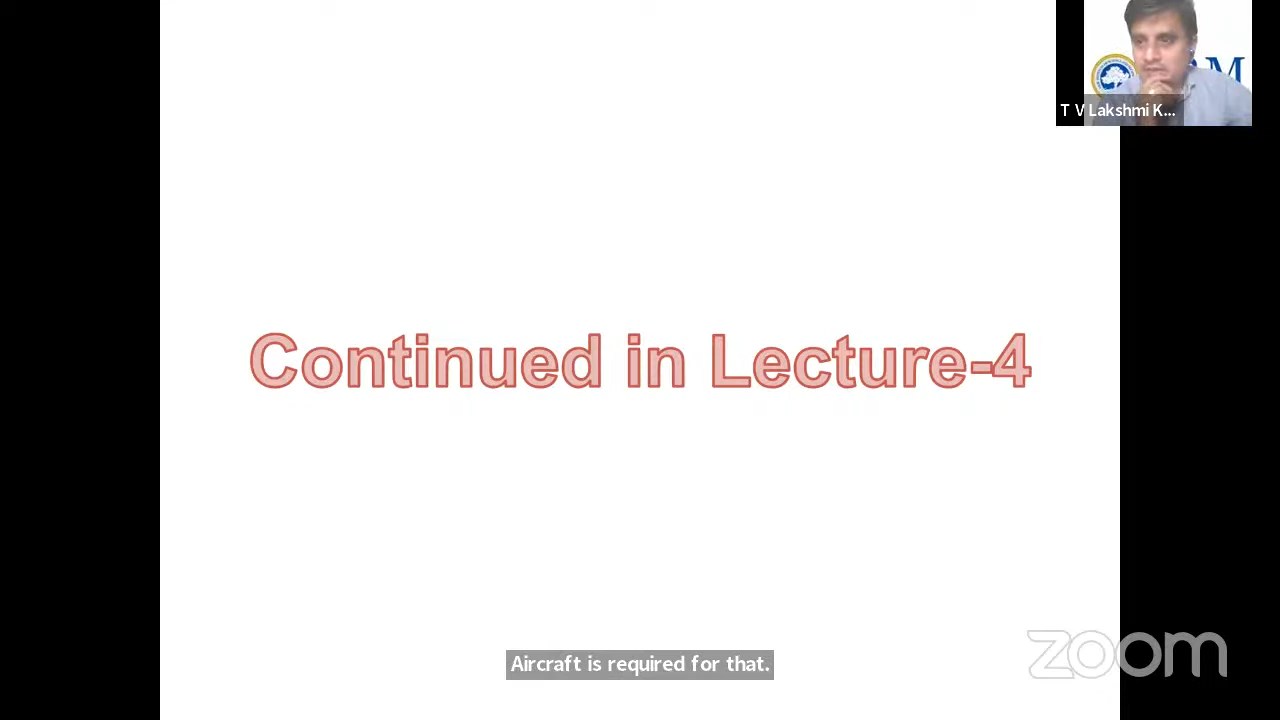 T V Lakshmi K...
Continued in Lecture-4
Aircraft is required for that.
zoom